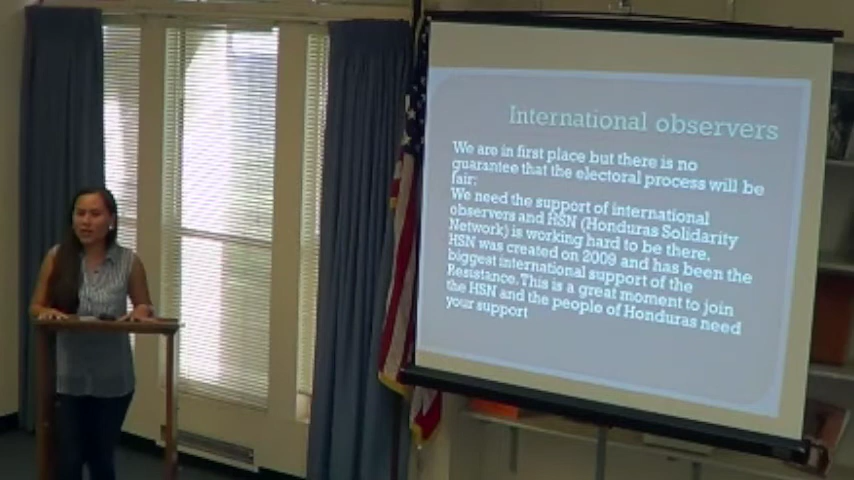 International observers
We are in first place but there is no
guarantee that the electoral process will be
fair;
We need the support of international
observers and HSN (Honduras Solidarity
Network) is working hard to be there.
HSN was created on 2009 and has been the
biggest international support of the
Resistance. This is a great moment to join
the HSN and the people of Honduras need
your support